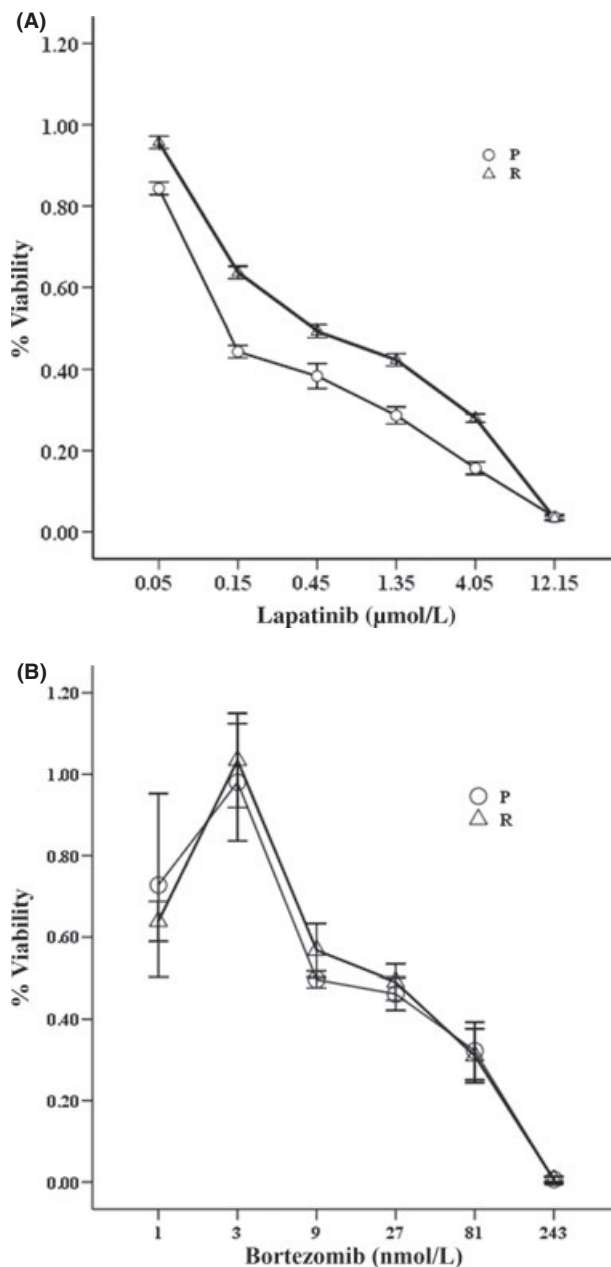 (A)
1.20
1.00
0.80
0.60
0.40
0.20
0.00
% Viability
P
R
0.05 0.15 0.45 1.35 4.05 12.15
Lapatinib (µmol/L)
(B)
1.20
1.00
0.80
0.60
0.40
0.20
0.00
% Viability
P
R
1 3 9 27 81 243
Bortezomib (nmol/L)